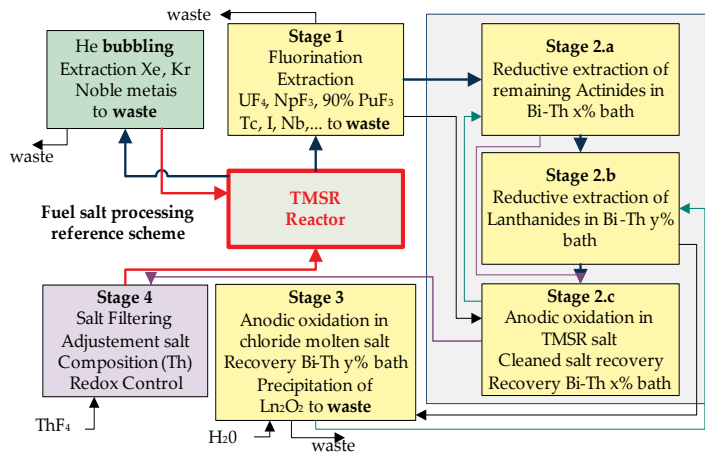 waste
He bubbling
Extraction Xe, Kr
Noble metais
to waste
waste
Stage 1
Fluorination
Extraction
UF₄, NpF₃, 90% PuF₃
Tc, I, Nb,... to waste
Stage 2.a
Reductive extraction of
remaining Actinides in
Bi-Th x% bath
Stage 2.b
Reductive extraction of
Lanthanides in Bi-Th y%
bath
TMSR
Reactor
Fuel salt processing
reference scheme
Stage 4
Salt Filtering
Adjustement salt
Composition (Th)
Redox Control
ThF₄
Stage 3
Anodic oxidation in
chloride molten salt
Recovery Bi-Th y% bath
Precipitation of
Ln₂O₂ to waste
H₂0
waste
Stage 2.c
Anodic oxidation in
TMSR salt
Cleaned salt recovery
Recovery Bi-Th x% bath